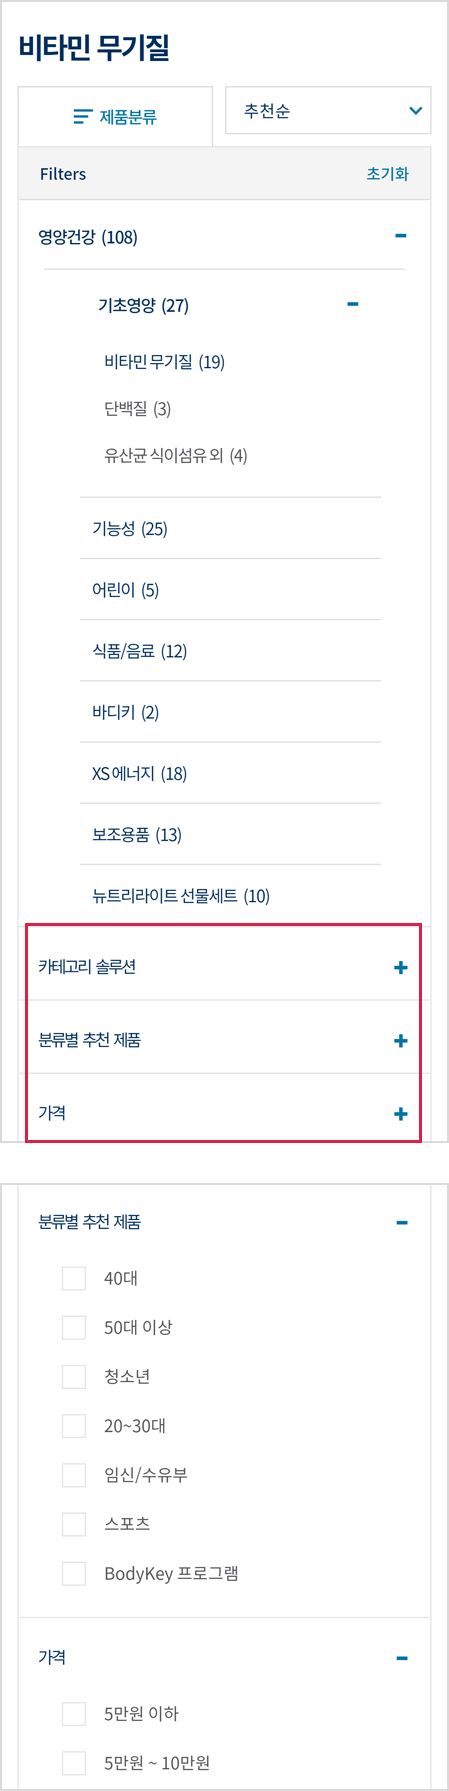 비타민 무기질
제품분류
추천순
Filters
초기화
영양건강 (108)
기초영양 (27)
비타민 무기질 (19)
단백질 (3)
유산균 식이섬유 외 (4)
기능성 (25)
어린이 (5)
식품/음료 (12)
바디키 (2)
XS 에너지 (18)
보조용품 (13)
뉴트리라이트 선물세트 (10)
카테고리 솔루션
분류별 추천 제품
가격
분류별 추천 제품
40대
50대 이상
청소년
20~30대
임신/수유부
스포츠
BodyKey 프로그램
가격
5만원 이하
5만원 ~ 10만원